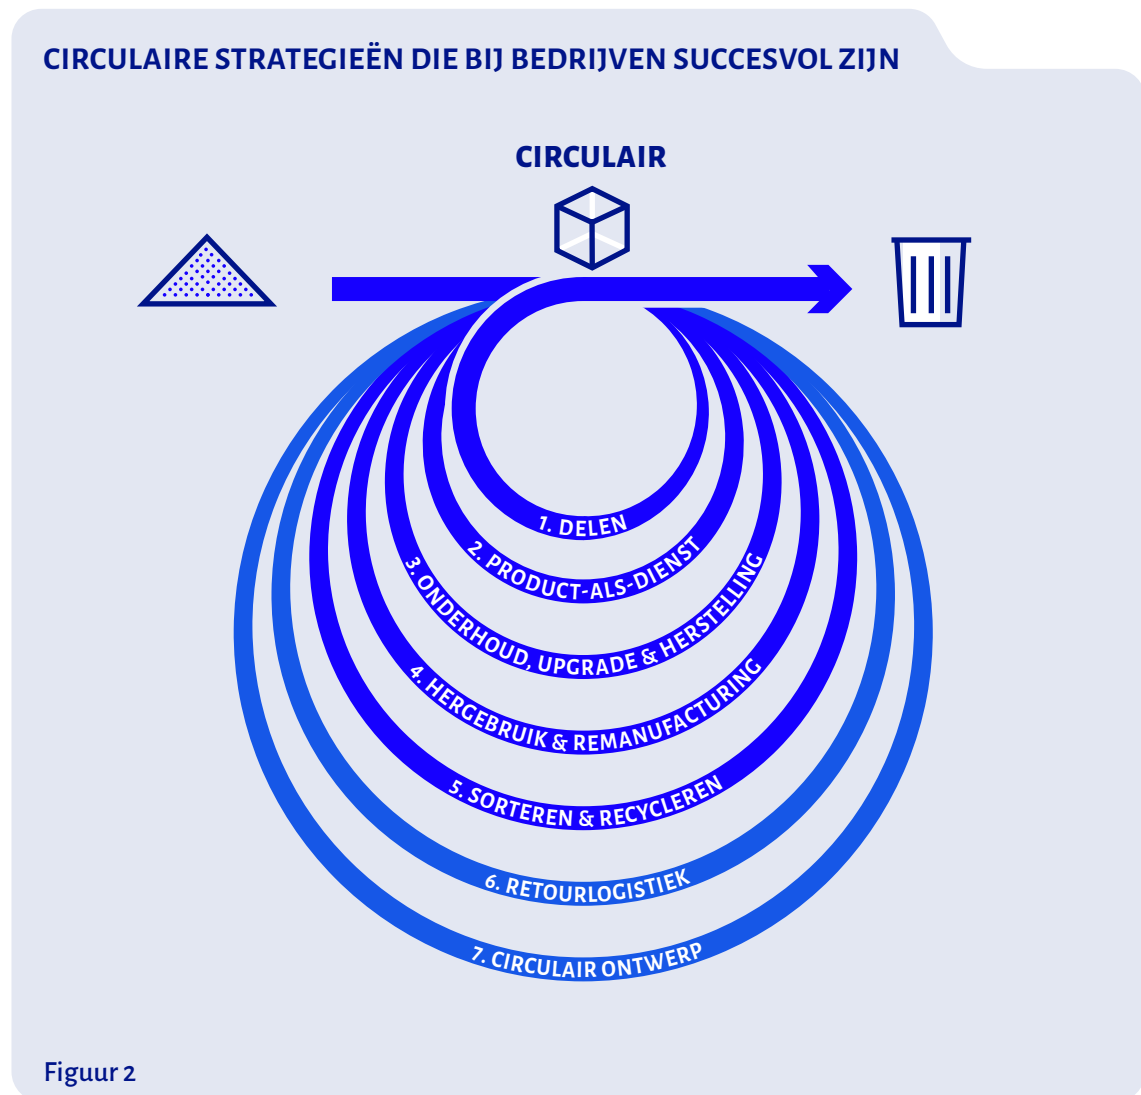 CIRCULAIRE STRATEGIEËN DIE BIJ BEDRIJVEN SUCCESVOL ZIJN
CIRCULAIR
1. DELEN
2. PRODUCT-ALS-DIENST
3. ONDERHOUD, UPGRADE & HERSTELLING
4. HERGEBRUIK & REMANUFACTURING
5. SORTEREN & RECYCLEREN
6. RETOURLOGISTIEK
7. CIRCULAIR ONTWERP
Figuur 2